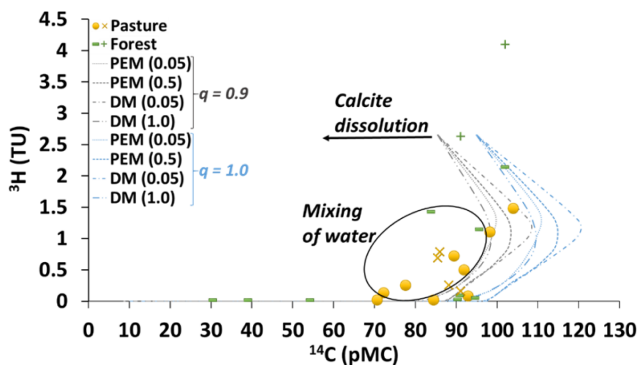 4.5
4
3.5
3
2.5
2
1.5
1
0.5
0
³H (TU)
Pasture
Forest
PEM (0.05)
PEM (0.5)
DM (0.05)
DM (1.0)
q = 0.9
PEM (0.05)
PEM (0.5)
DM (0.05)
DM (1.0)
q = 1.0
Calcite
dissolution
Mixing
of water
0 10 20 30 40 50 60 70 80 90 100 110 120 130
¹⁴C (pMC)